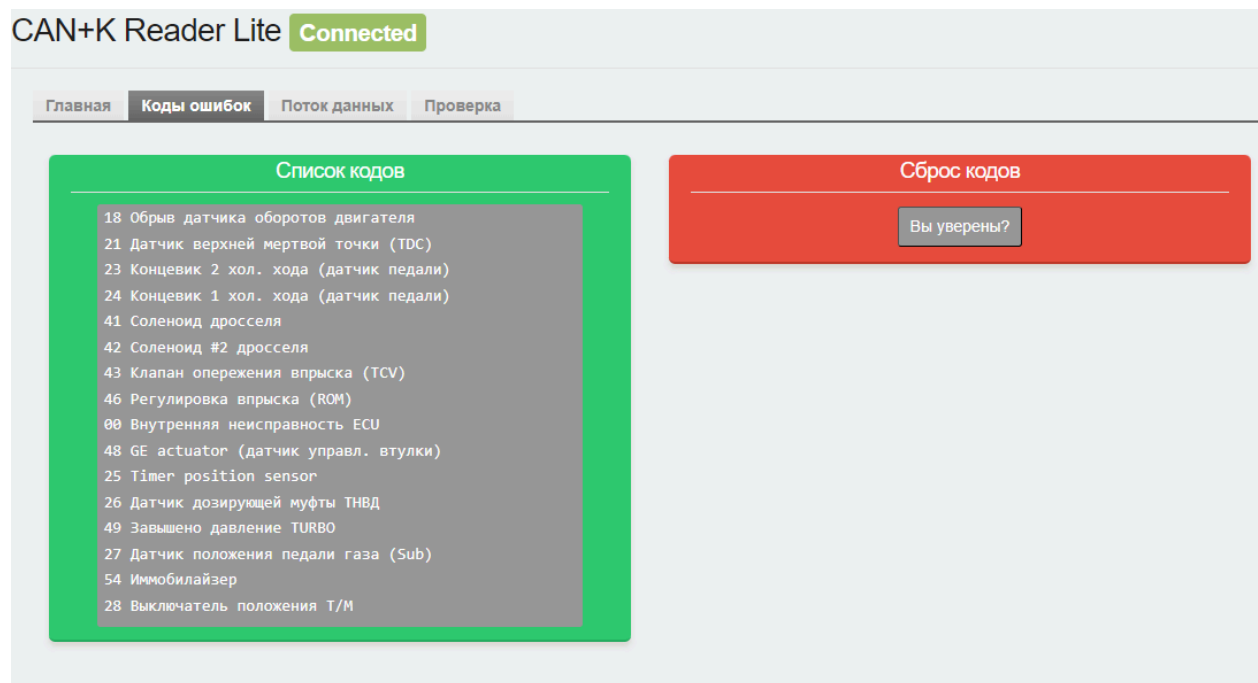 CAN+K Reader Lite Connected
Главная Коды ошибок Поток данных Проверка
Список кодов
18 Обрыв датчика оборотов двигателя
21 Датчик верхней мертвой точки (TDC)
23 Концевик 2 хол. хода (датчик педали)
24 Концевик 1 хол. хода (датчик педали)
41 Соленоид дросселя
42 Соленоид #2 дросселя
43 Клапан опережения впрыска (TCV)
46 Регулировка впрыска (ROM)
00 Внутренняя неисправность ECU
48 GE actuator (датчик управл. втулки)
25 Timer position sensor
26 Датчик дозирующей муфты ТНВД
49 Завышено давление TURBO
27 Датчик положения педали газа (Sub)
54 Иммобилайзер
28 Выключатель положения Т/М
Сброс кодов
Вы уверены?